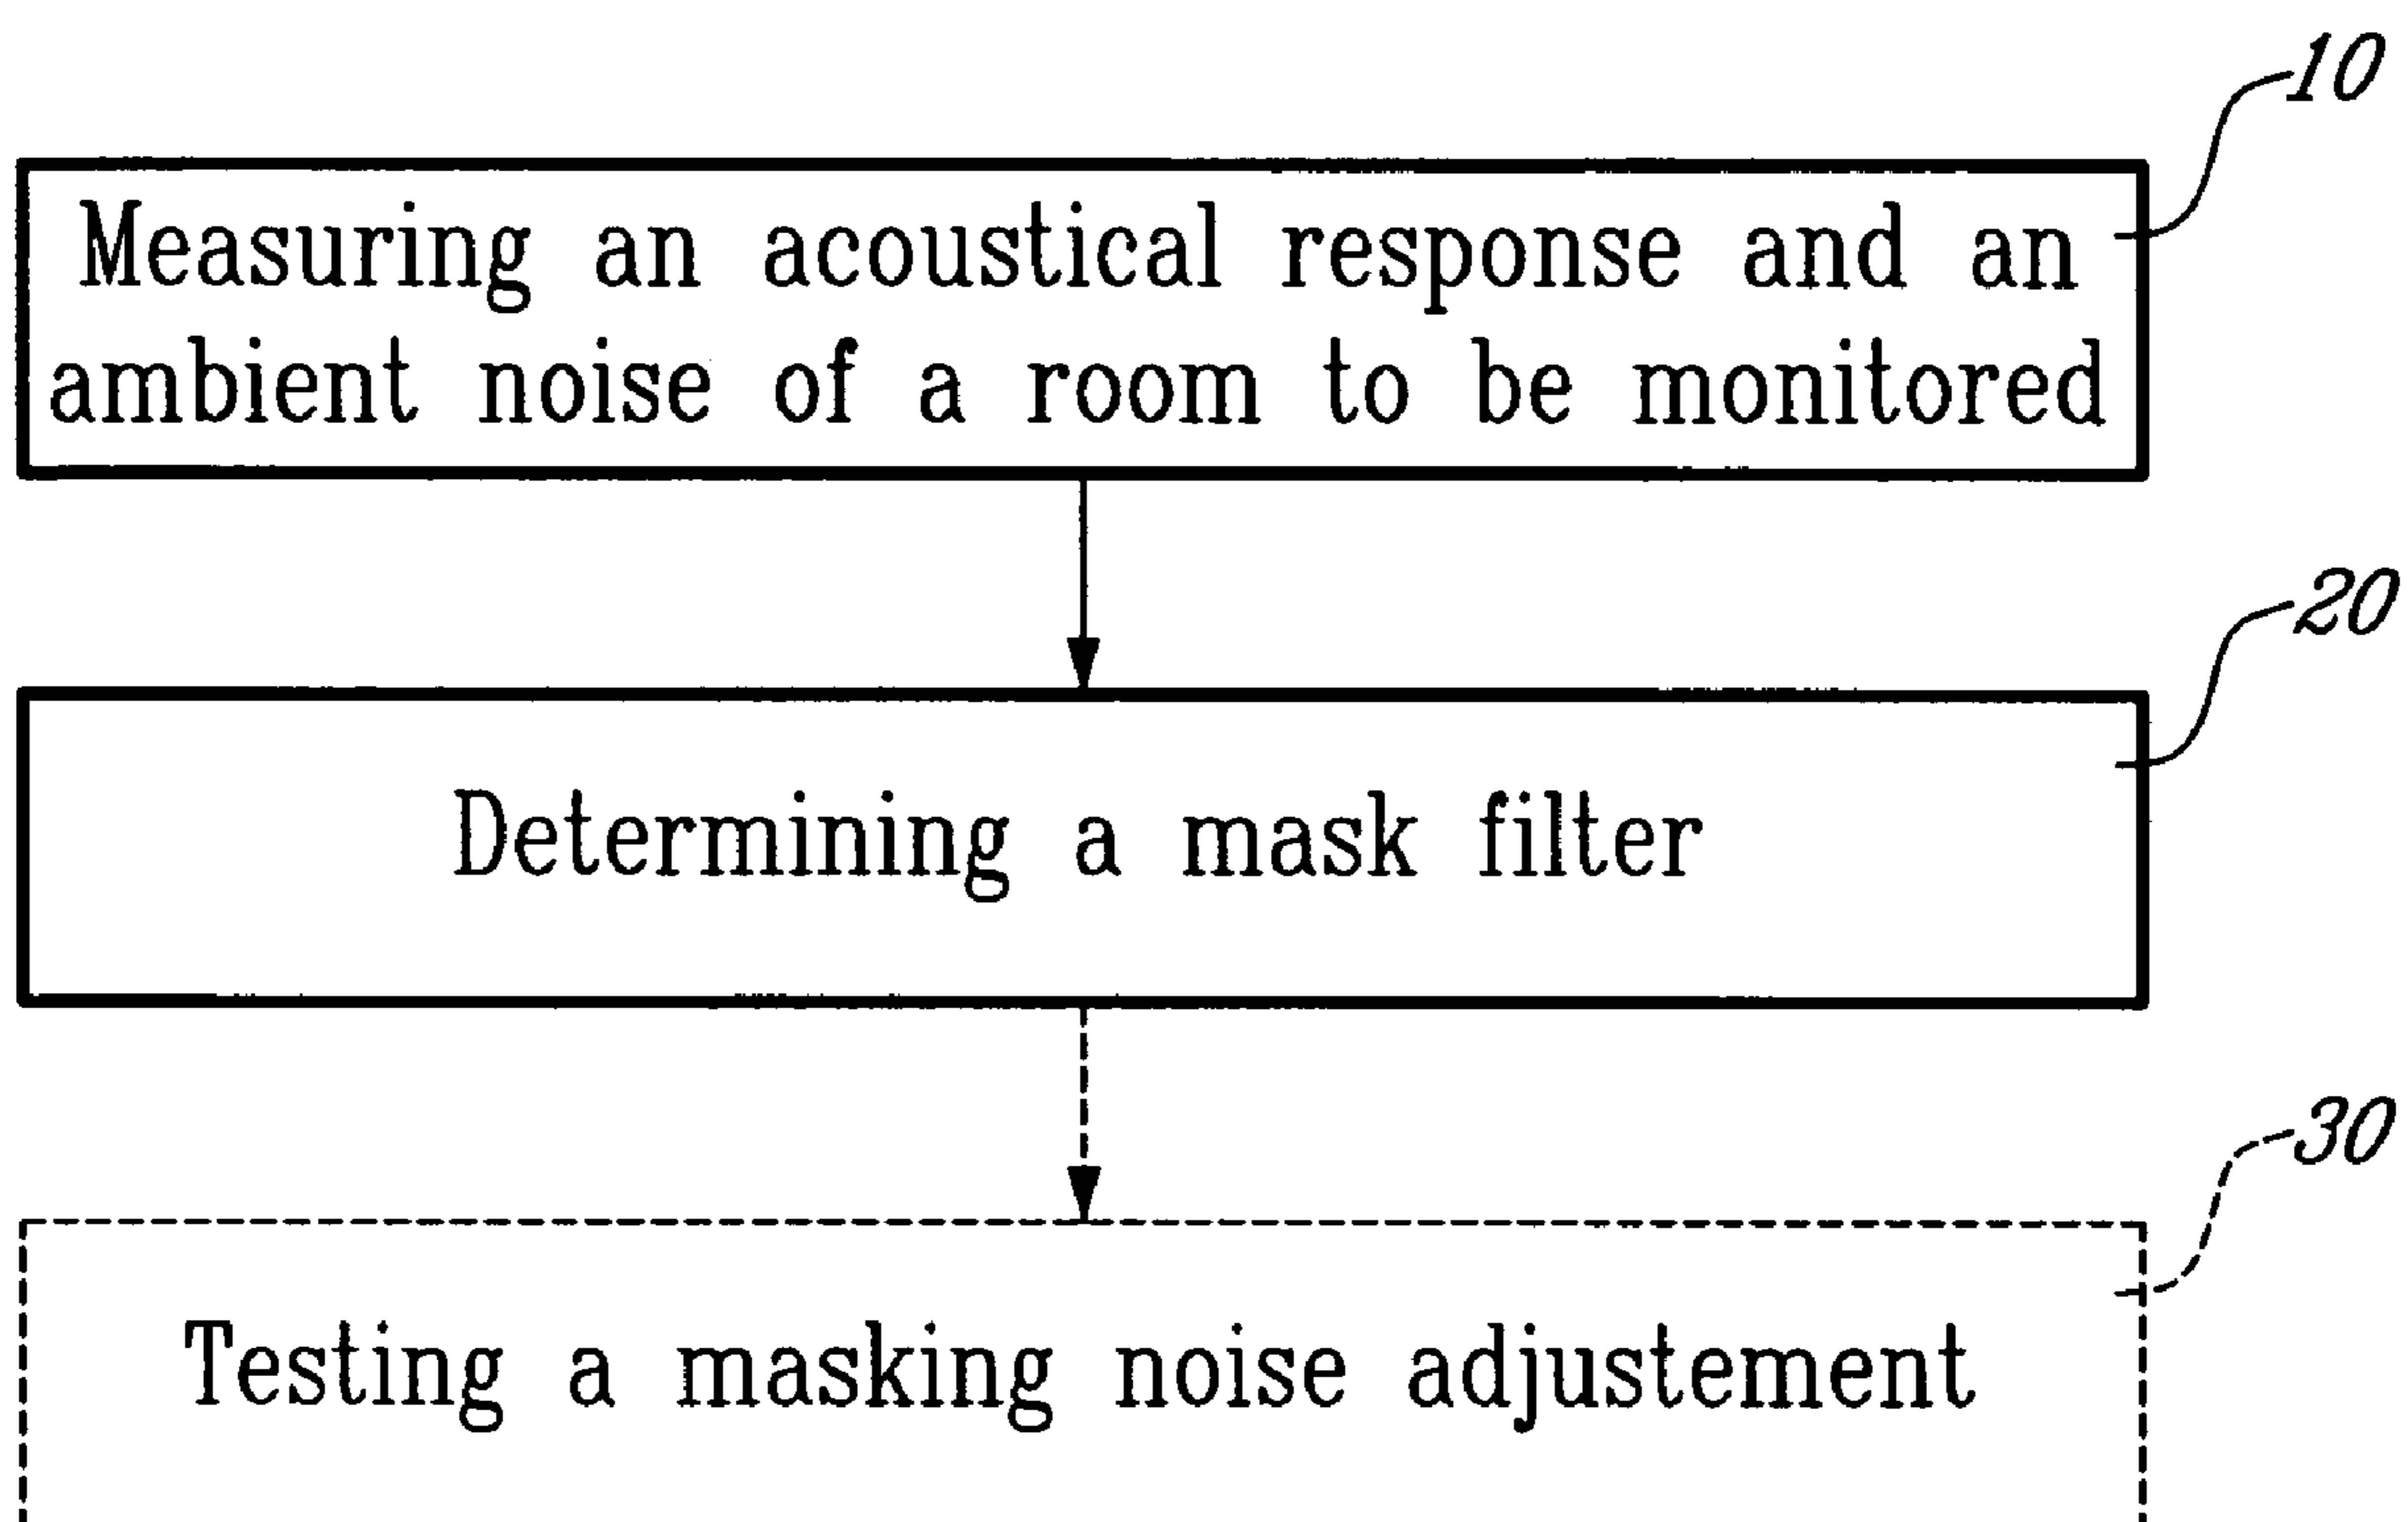 10
Measuring an acoustical response and an
ambient noise of a room to be monitored
20
Determining a mask filter
30
Testing a masking noise adjustement